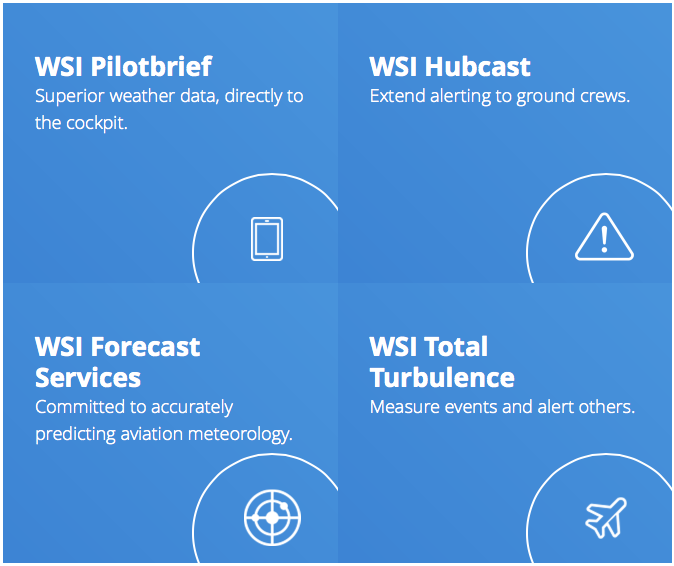 WSI Pilotbrief
Superior weather data, directly to
the cockpit.
WSI Hubcast
Extend alerting to ground crews.
WSI Forecast
Services
Committed to accurately
predicting aviation meteorology.
WSI Total
Turbulence
Measure events and alert others.